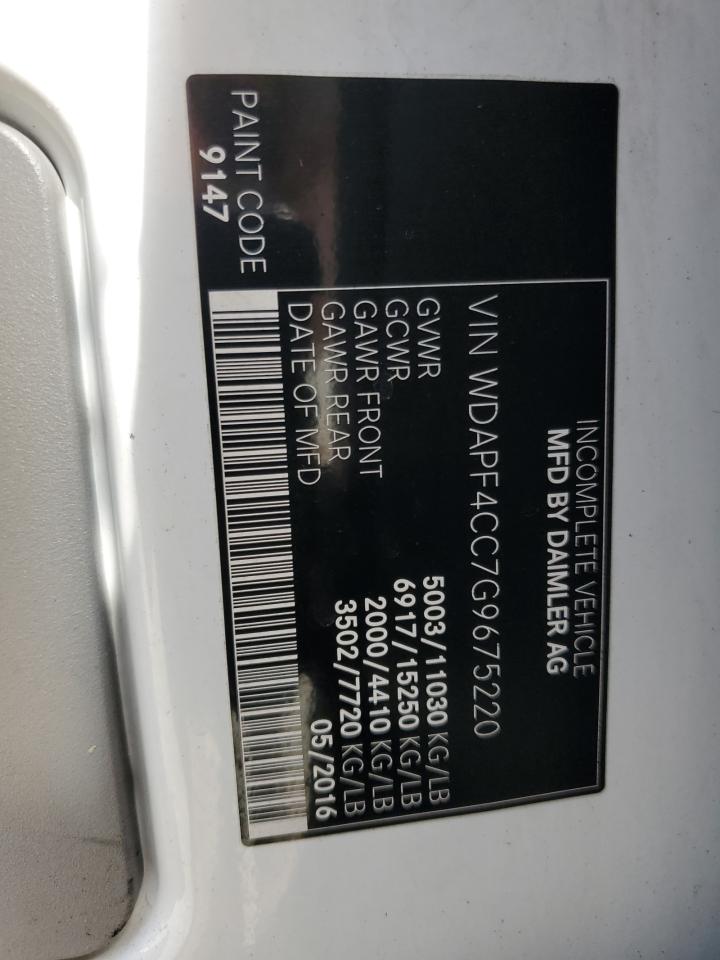 INCOMPLETE VEHICLE
MFD BY DAIMLER AG
VIN WDAPF4CC7G9675220
GVWR 5003/11030 KG/LB
GCWR 6917/15250 KG/LB
GAWR FRONT 2000/4410 KG/LB
GAWR REAR 3502/7720 KG/LB
DATE OF MFD 05/2016
PAINT CODE
9147